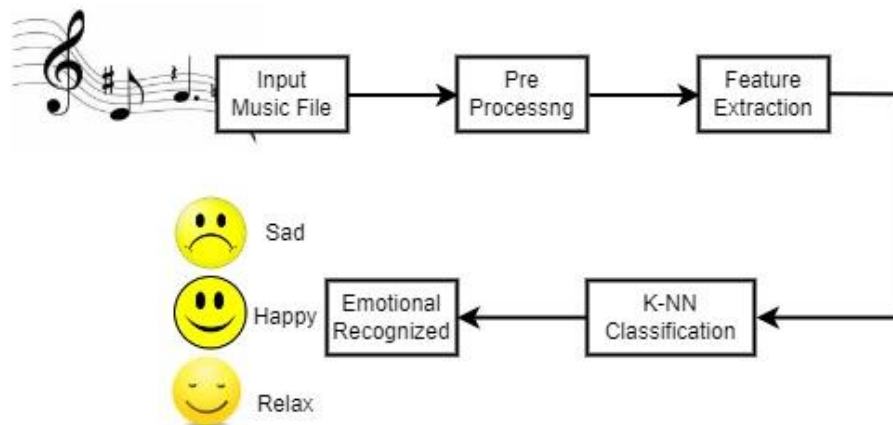 Input
Music File
Pre
Processng
Feature
Extraction
Sad
Happy
Relax
Emotional
Recognized
K-NN
Classification